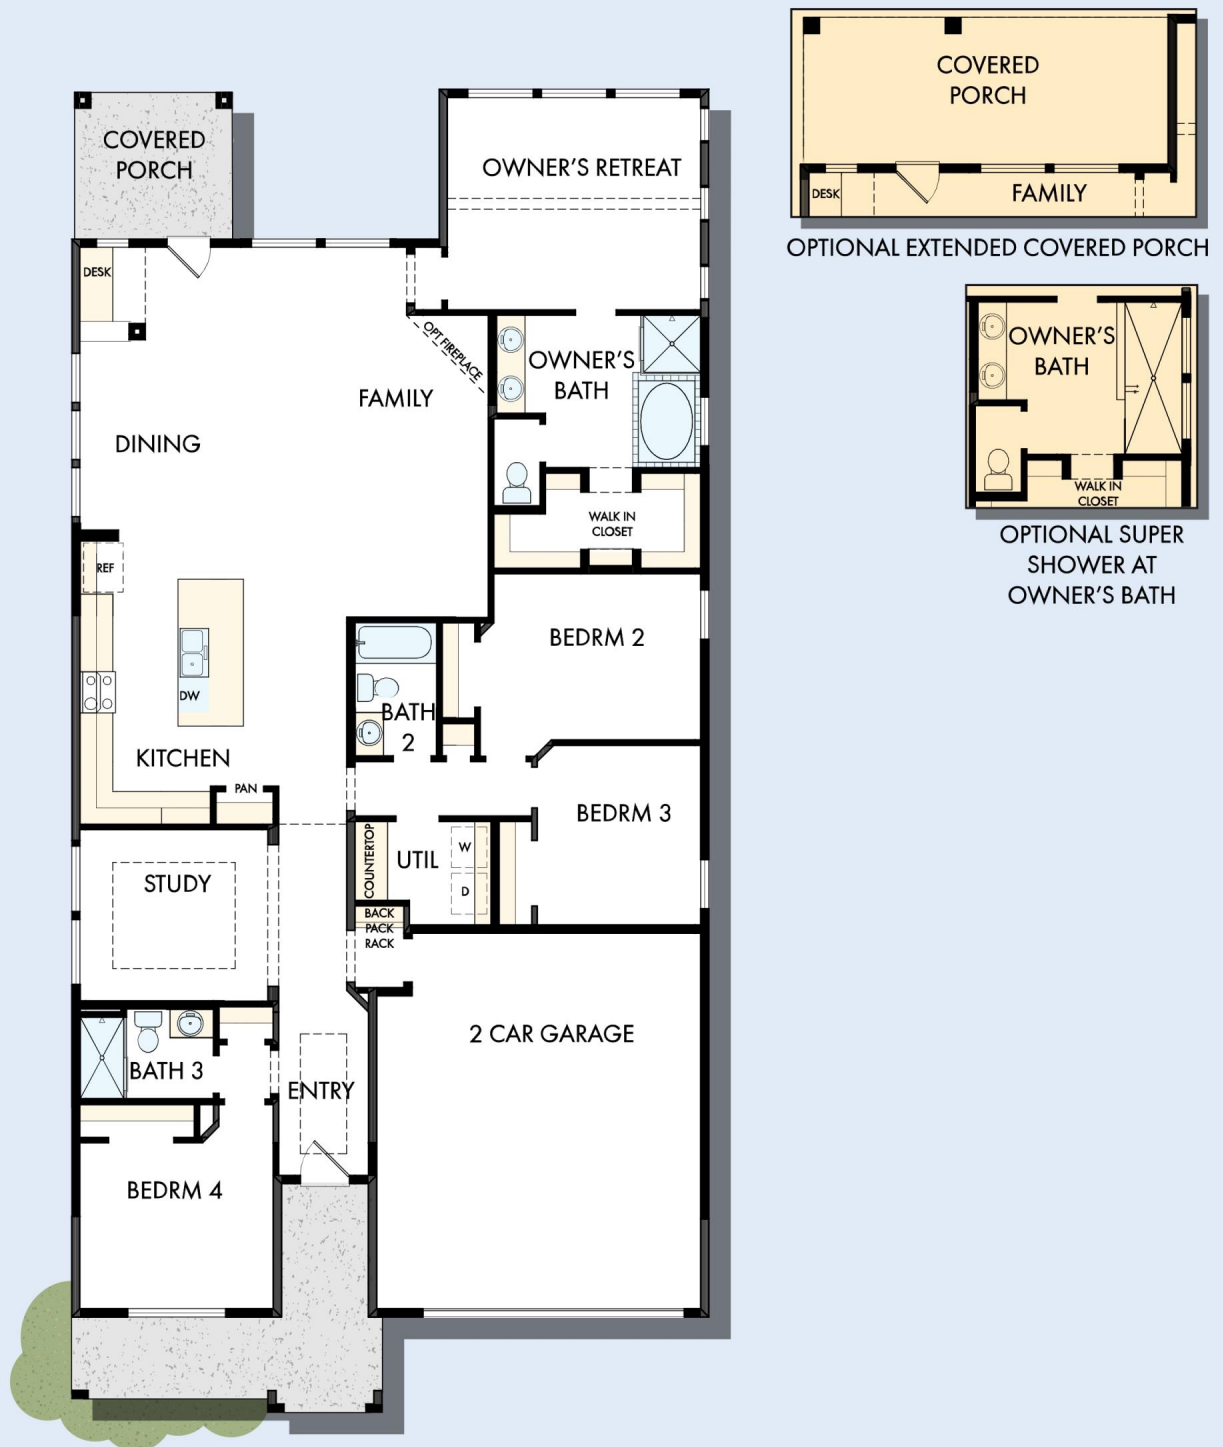 COVERED
PORCH
OWNER'S RETREAT
DESK
OPT FIREPLACE
OWNER'S
BATH
FAMILY
DINING
WALK IN
CLOSET
REF
BEDRM 2
DW
BATH
2
KITCHEN
PAN
BEDRM 3
COUNTERTOP
UTIL
W
D
STUDY
BACK
PACK
RACK
2 CAR GARAGE
BATH 3
ENTRY
BEDRM 4
COVERED
PORCH
DESK
FAMILY
OPTIONAL EXTENDED COVERED PORCH
OWNER'S
BATH
WALK IN
CLOSET
OPTIONAL SUPER
SHOWER AT
OWNER'S BATH